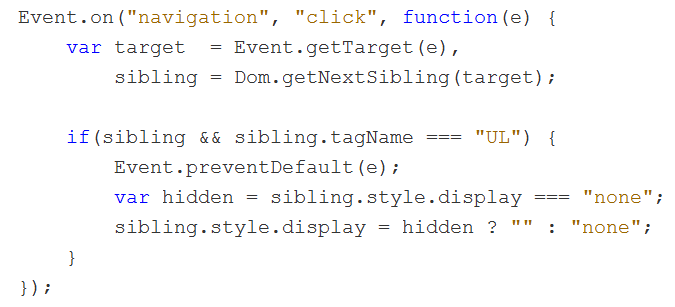 Event.on("navigation", "click", function(e) {
    var target  = Event.getTarget(e),
        sibling = Dom.getNextSibling(target);

    if(sibling && sibling.tagName === "UL") {
        Event.preventDefault(e);
        var hidden = sibling.style.display === "none";
        sibling.style.display = hidden ? "" : "none";
    }
});